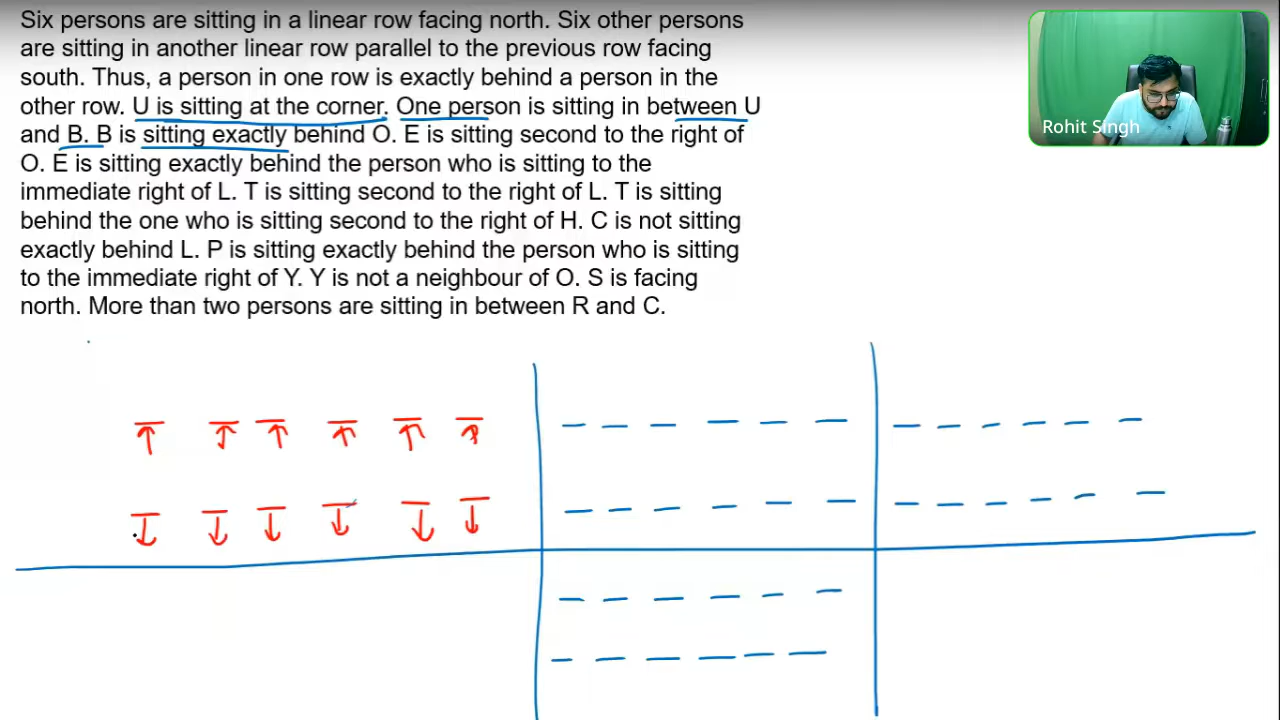 Six persons are sitting in a linear row facing north. Six other persons
are sitting in another linear row parallel to the previous row facing
south. Thus, a person in one row is exactly behind a person in the
other row. U is sitting at the corner. One person is sitting in between U
and B. B is sitting exactly behind O. E is sitting second to the right of
O. E is sitting exactly behind the person who is sitting to the
immediate right of L. T is sitting second to the right of L. T is sitting
behind the one who is sitting second to the right of H. C is not sitting
exactly behind L. P is sitting exactly behind the person who is sitting
to the immediate right of Y. Y is not a neighbour of O. S is facing
north. More than two persons are sitting in between R and C.
Rohit Singh